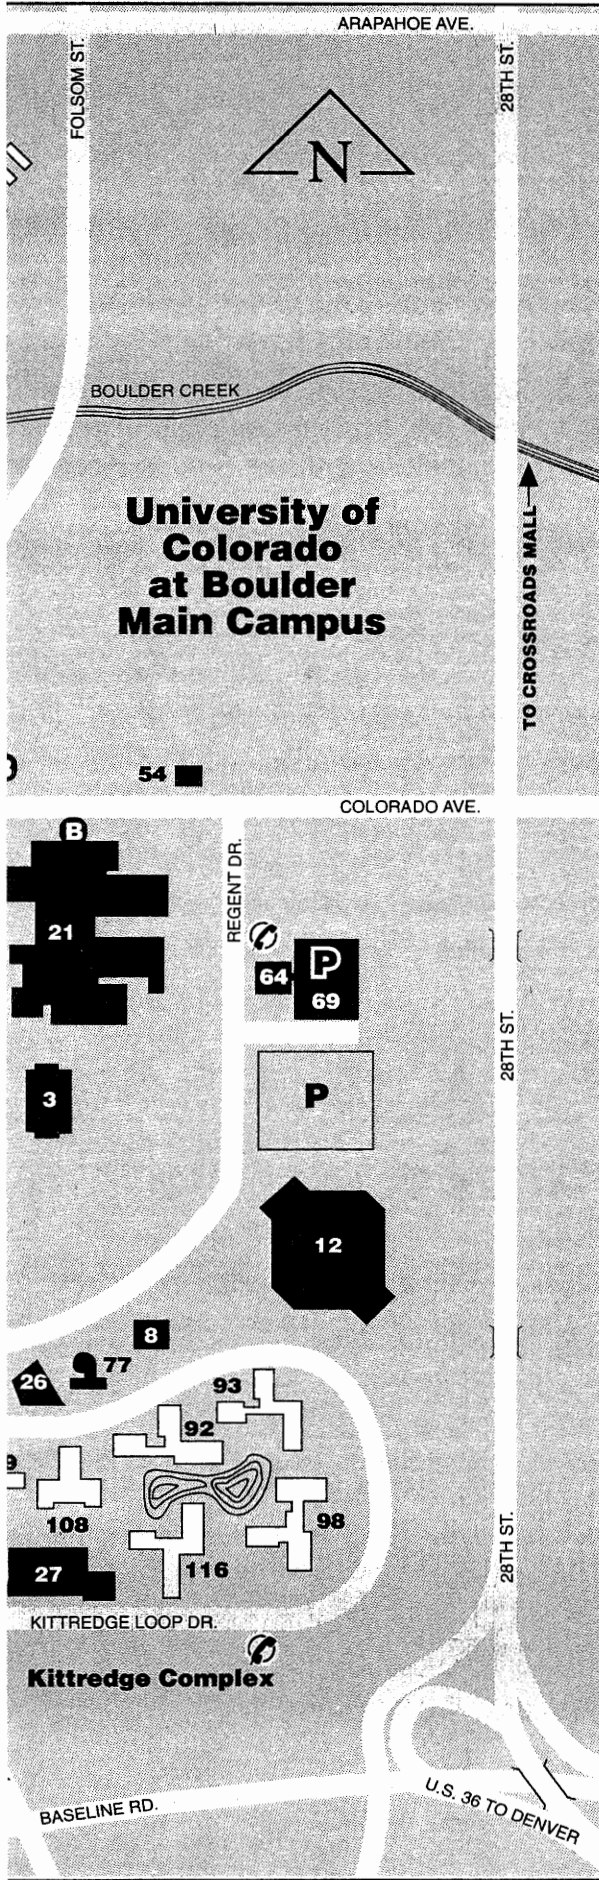 ARAPAHOE AVE.
FOLSOM ST.
28TH ST.
N
BOULDER CREEK
University of
Colorado
at Boulder
Main Campus
TO CROSSROADS MALL
54
COLORADO AVE.
B
REGENT DR.
21
P
64
69
28TH ST.
3
P
12
8
77
26
93
92
9
98
108
116
28TH ST.
27
KITTREDGE LOOP DR.
Kittredge Complex
U.S. 36 TO DENVER
BASELINE RD.